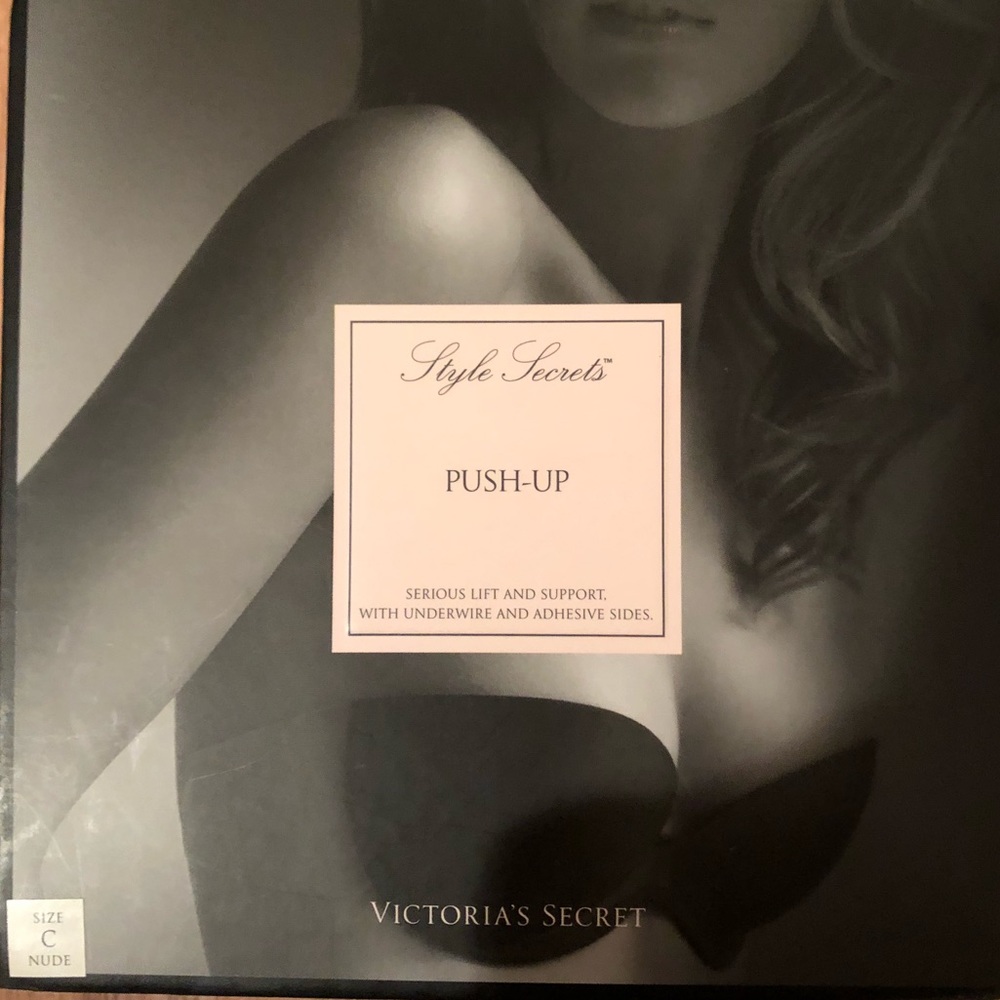 Style Secrets™
PUSH-UP
SERIOUS LIFT AND SUPPORT,
WITH UNDERWIRE AND ADHESIVE SIDES.
VICTORIA'S SECRET
SIZE
C
NUDE